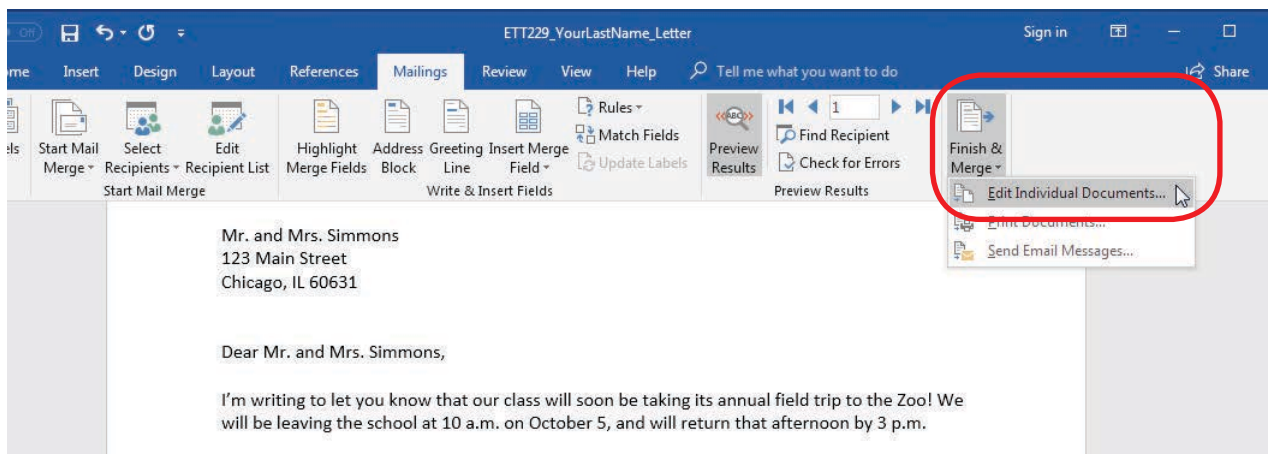 Off
ETT229_YourLastName_Letter
Sign in
ome Insert Design Layout References Mailings Review View Help Tell me what you want to do Share
els
Start Mail Merge
Select Recipients
Edit Recipient List
Start Mail Merge
Highlight Merge Fields
Address Block
Greeting Line
Insert Merge Field
Rules
Match Fields
Update Labels
Write & Insert Fields
«ABC»
Preview Results
1
Find Recipient
Check for Errors
Preview Results
Finish & Merge
Edit Individual Documents...
Print Documents...
Send Email Messages...
Mr. and Mrs. Simmons
123 Main Street
Chicago, IL 60631
Dear Mr. and Mrs. Simmons,
I'm writing to let you know that our class will soon be taking its annual field trip to the Zoo! We
will be leaving the school at 10 a.m. on October 5, and will return that afternoon by 3 p.m.